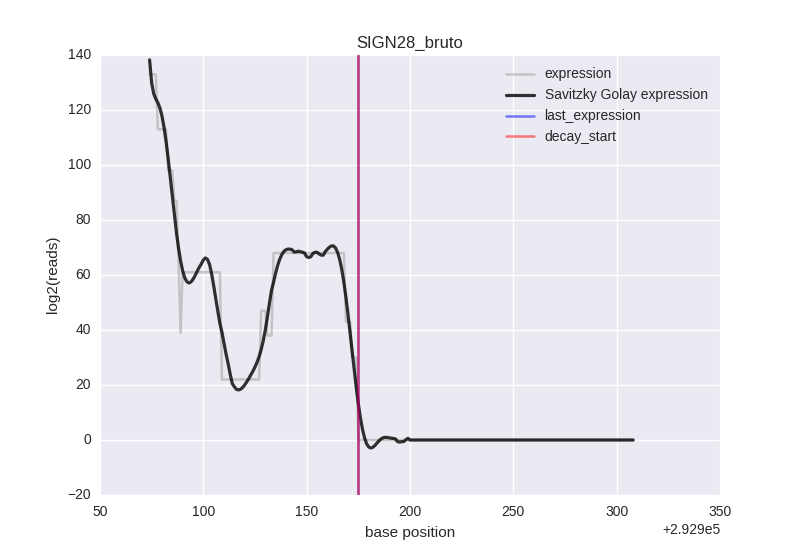 SIGN28_bruto
140
120
100
80
60
40
20
0
−20
log2(reads)
expression
Savitzky Golay expression
last_expression
decay_start
50 100 150 200 250 300 350
base position
+2.929e5